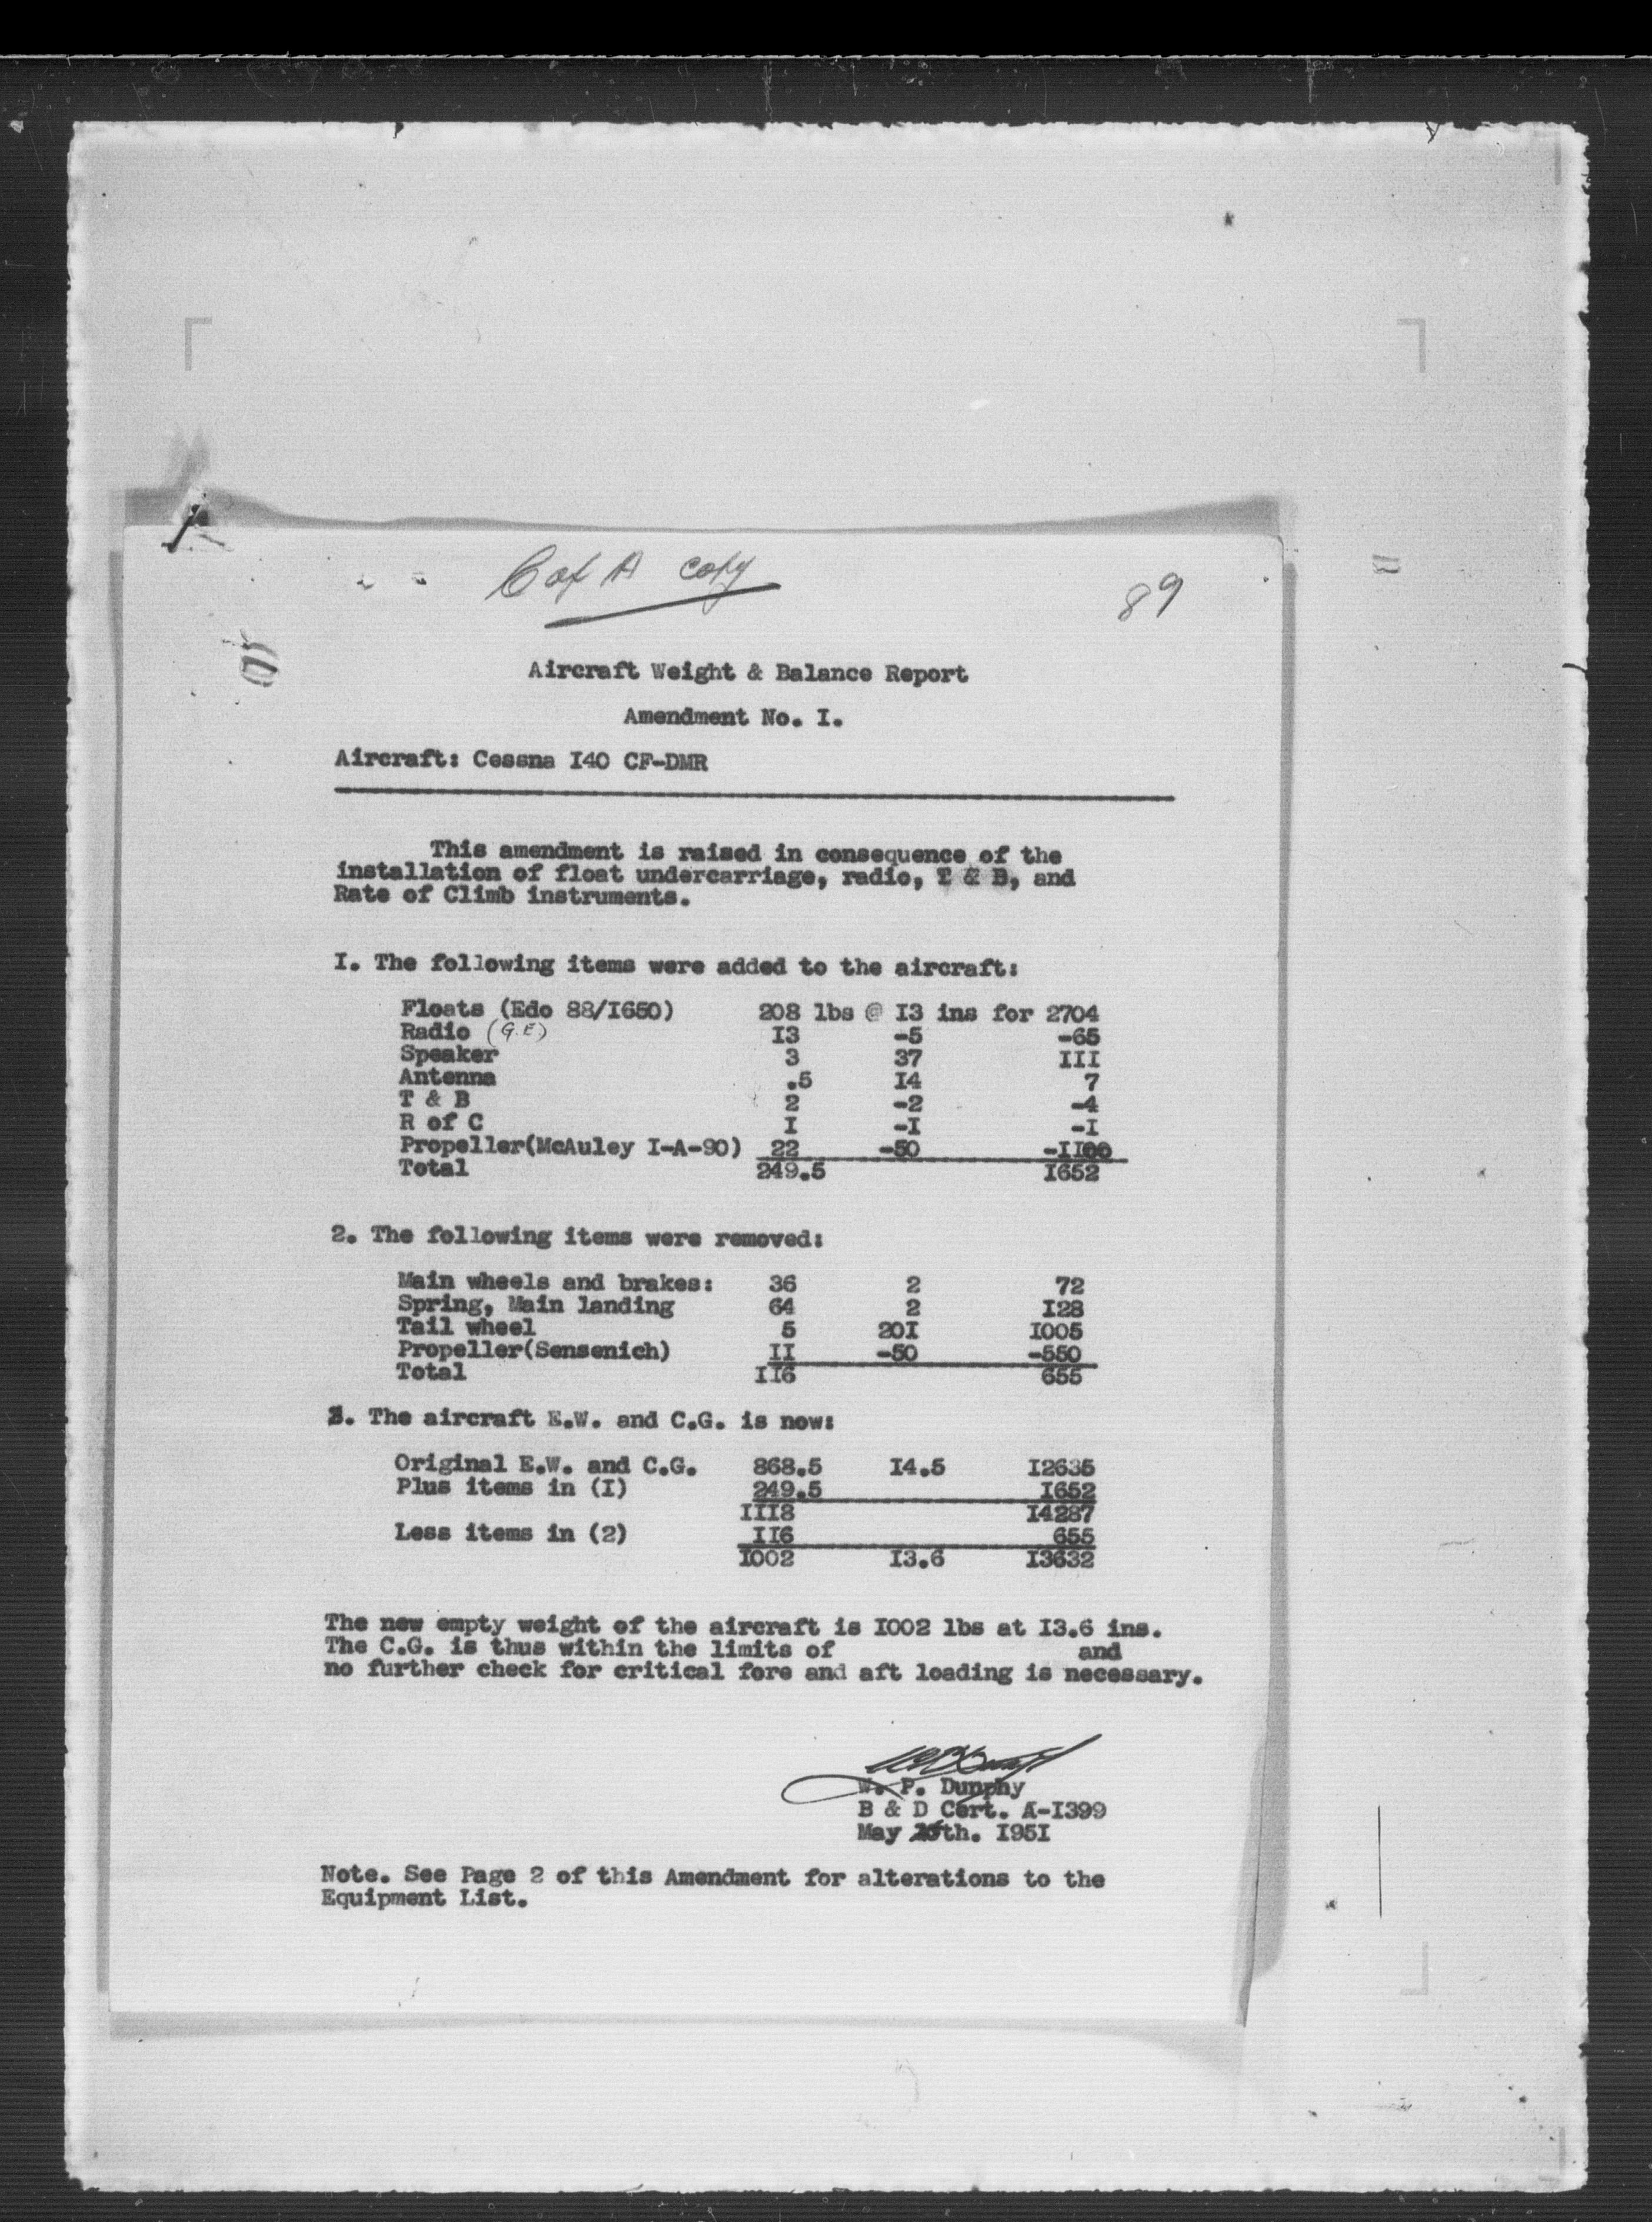 C of A copy
89
Aircraft Weight & Balance Report
Amendment No. I.
Aircraft: Cessna I40 CF-DMR
This amendment is raised in consequence of the
installation of float undercarriage, radio, T & B, and
Rate of Climb instruments.
I. The following items were added to the aircraft:
Floats (Edo 88/I650) 208 lbs @ I3 ins for 2704
Radio (G.E) I3 -5 -65
Speaker 3 37 III
Antenna .5 I4 7
T & B 2 -2 -4
R of C I -I -I
Propeller(McAuley I-A-90) 22 -50 -II00
Total 249.5 I652
2. The following items were removed:
Main wheels and brakes: 36 2 72
Spring, Main landing 64 2 I28
Tail wheel 5 20I I005
Propeller(Sensenich) II -50 -550
Total II6 655
3. The aircraft E.W. and C.G. is now:
Original E.W. and C.G. 868.5 I4.5 I2635
Plus items in (I) 249.5 I652
III8 I4287
Less items in (2) II6 655
I002 I3.6 I3632
The new empty weight of the aircraft is I002 lbs at I3.6 ins.
The C.G. is thus within the limits of and
no further check for critical fore and aft loading is necessary.
W. P. Dunphy
B & D Cert. A-I399
May th. I95I
Note. See Page 2 of this Amendment for alterations to the
Equipment List.